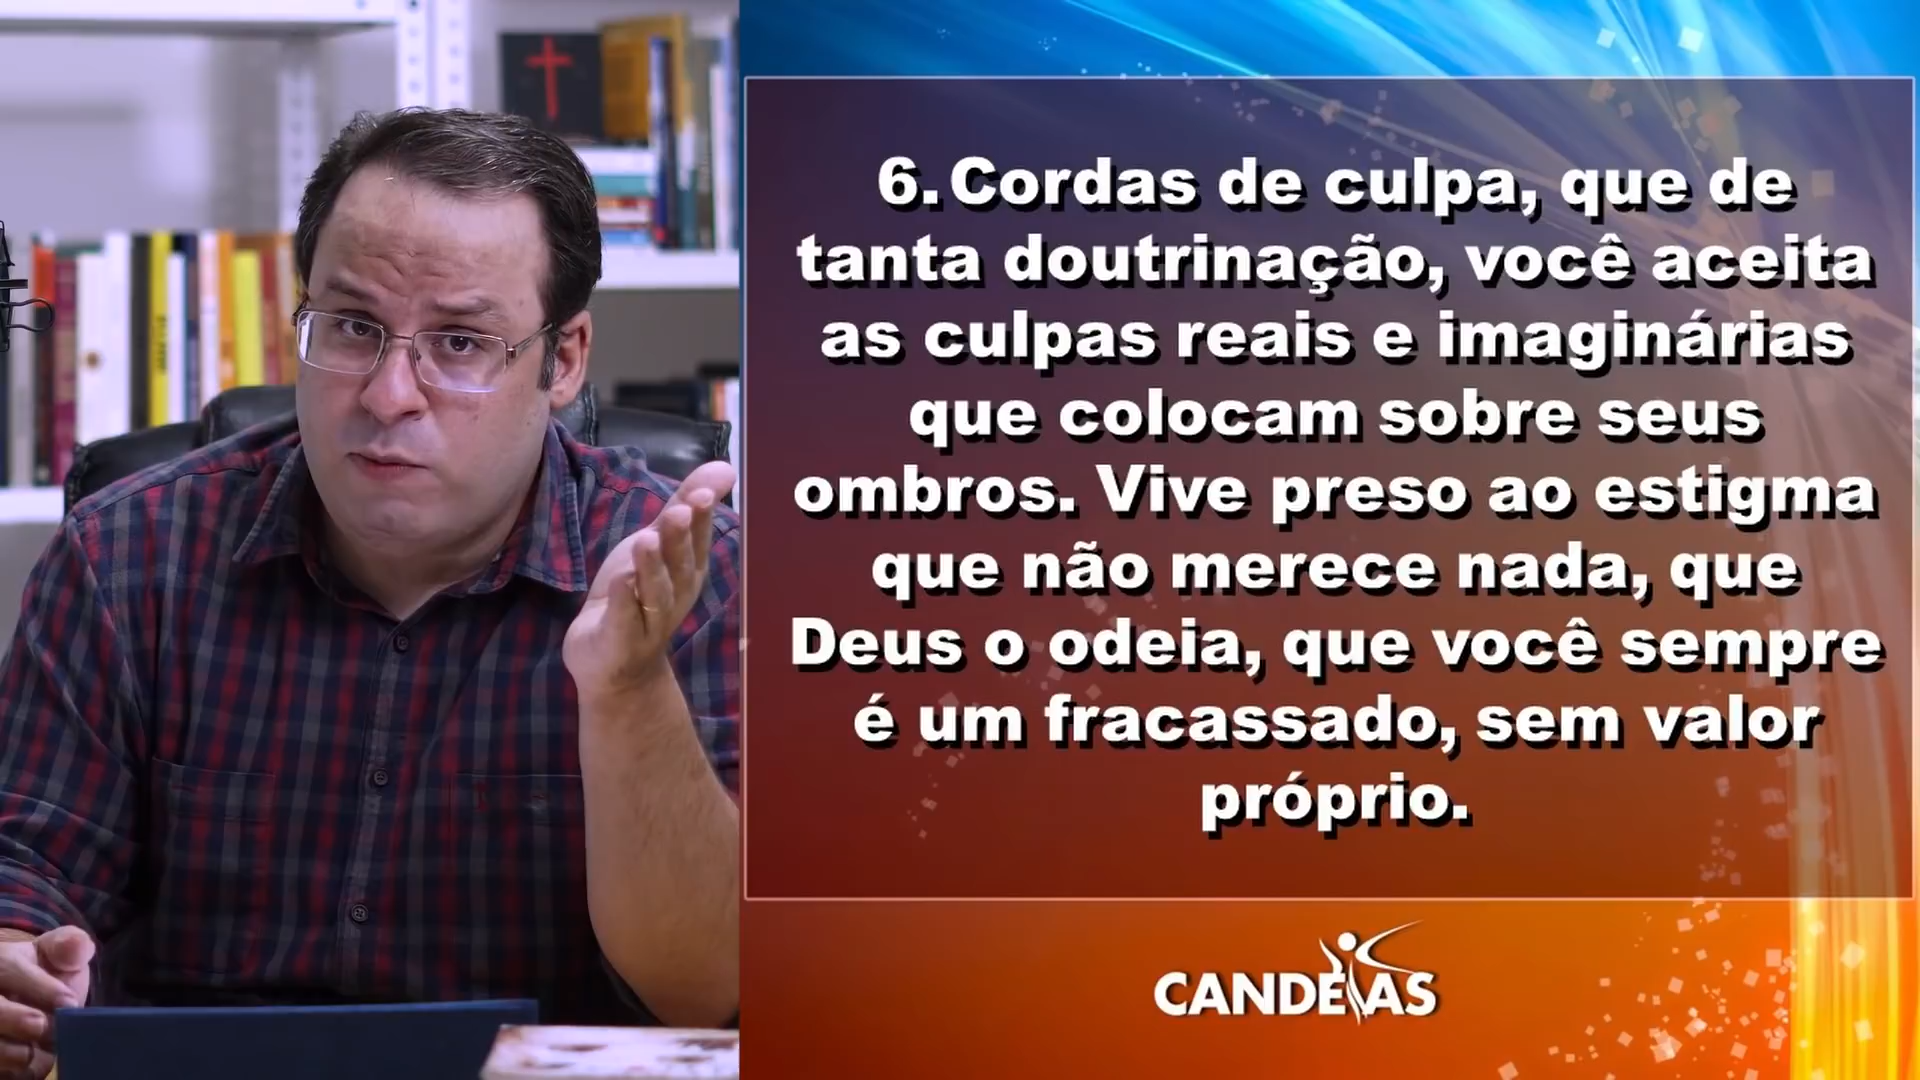 6. Cordas de culpa, que de
tanta doutrinação, você aceita
as culpas reais e imaginárias
que colocam sobre seus
ombros. Vive preso ao estigma
que não merece nada, que
Deus o odeia, que você sempre
é um fracassado, sem valor
próprio.
CANDEIAS